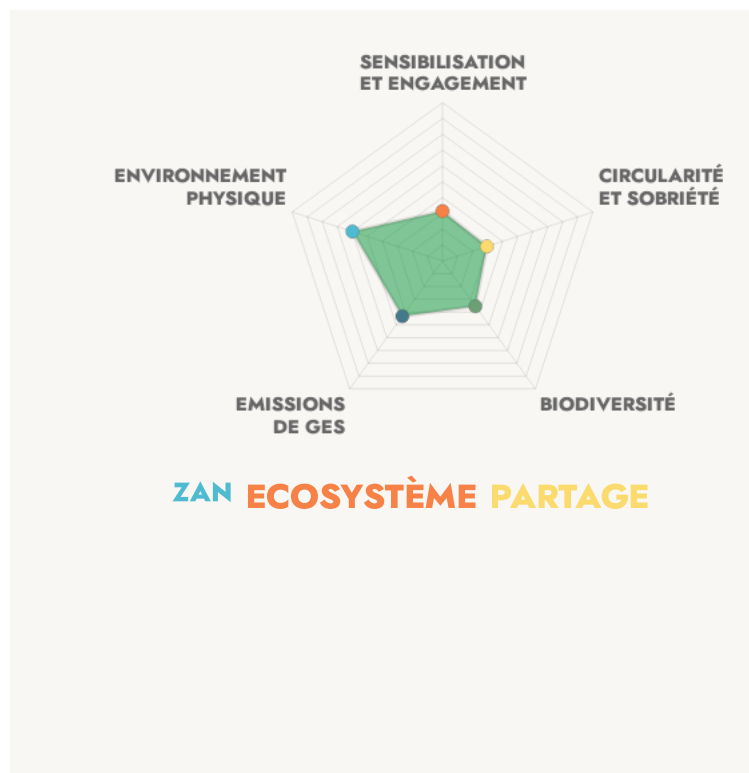 SENSIBILISATION
ET ENGAGEMENT
ENVIRONNEMENT
PHYSIQUE
CIRCULARITÉ
ET SOBRIÉTÉ
EMISSIONS
DE GES
BIODIVERSITÉ
ZAN ECOSYSTÈME PARTAGE